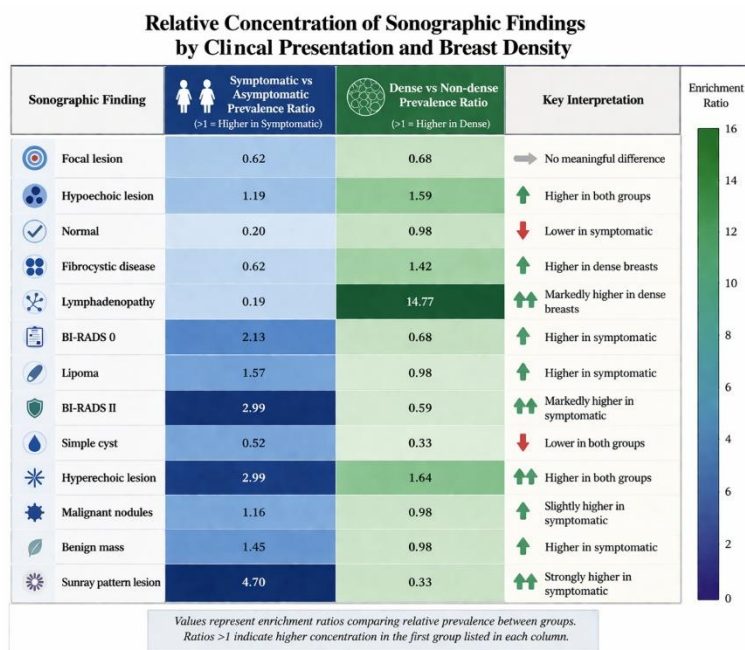 Relative Concentration of Sonographic Findings
by Clincal Presentation and Breast Density
Sonographic Finding
Symptomatic vs
Asymptomatic
Prevalence Ratio
(>1 = Higher in Symptomatic)
Dense vs Non-dense
Prevalence Ratio
(>1 = Higher in Dense)
Key Interpretation
Enrichment
Ratio
Focal lesion 0.62 0.68 No meaningful difference
Hypoechoic lesion 1.19 1.59 Higher in both groups
Normal 0.20 0.98 Lower in symptomatic
Fibrocystic disease 0.62 1.42 Higher in dense breasts
Lymphadenopathy 0.19 14.77 Markedly higher in dense
breasts
BI-RADS 0 2.13 0.68 Higher in symptomatic
Lipoma 1.57 0.98 Higher in symptomatic
BI-RADS II 2.99 0.59 Markedly higher in
symptomatic
Simple cyst 0.52 0.33 Lower in both groups
Hyperechoic lesion 2.99 1.64 Higher in both groups
Malignant nodules 1.16 0.98 Slightly higher in
symptomatic
Benign mass 1.45 0.98 Higher in symptomatic
Sunray pattern lesion 4.70 0.33 Strongly higher in
symptomatic
16
14
12
10
8
6
4
6
2
0
Values represent enrichment ratios comparing relative prevalence between groups.
Ratios >1 indicate higher concentration in the first group listed in each column.